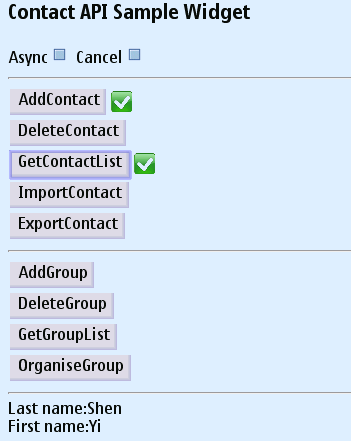 Contact API Sample Widget
Async Cancel
AddContact
DeleteContact
GetContactList
ImportContact
ExportContact
AddGroup
DeleteGroup
GetGroupList
OrganiseGroup
Last name:Shen
First name:Yi